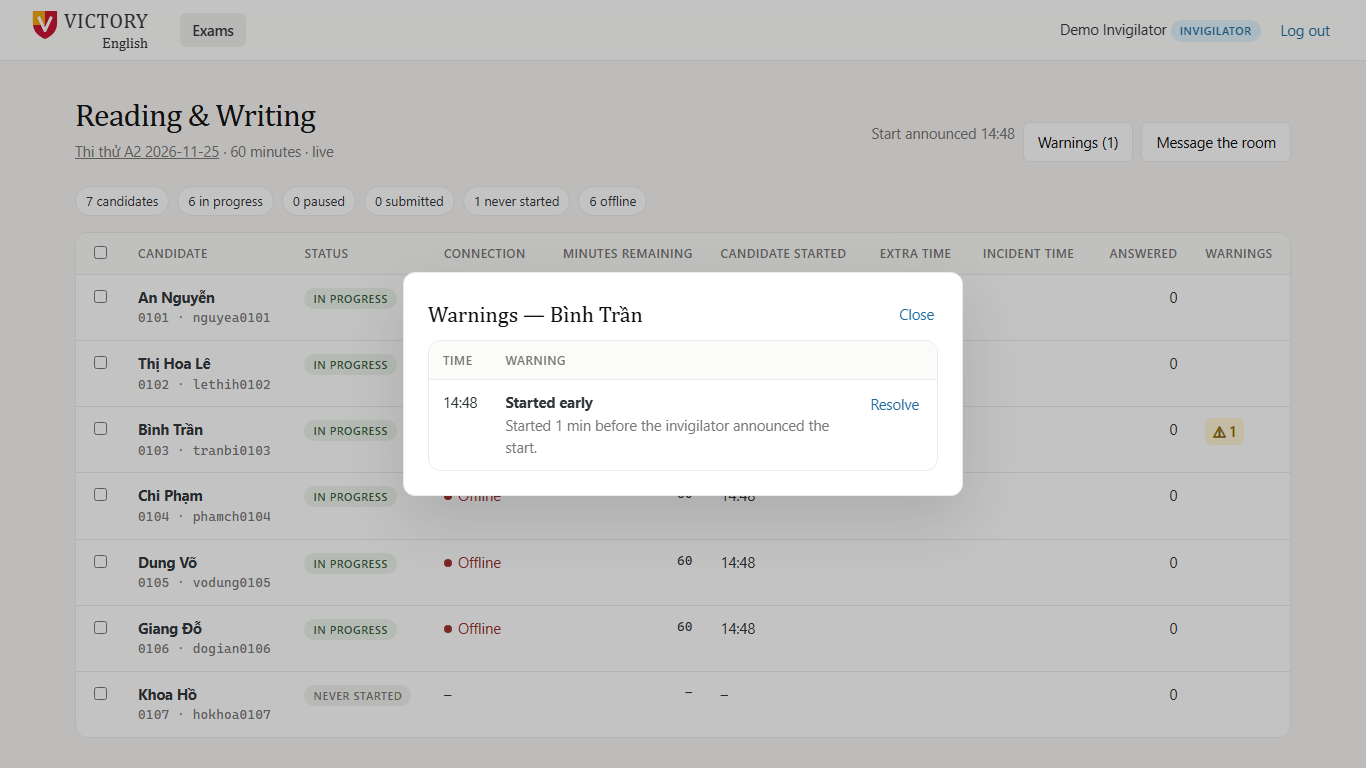 VICTORY
English
Exams
Demo Invigilator INVIGILATOR Log out
Reading & Writing
Thi thử A2 2026-11-25 · 60 minutes · live
Start announced 14:48 Warnings (1) Message the room
7 candidates 6 in progress 0 paused 0 submitted 1 never started 6 offline
CANDIDATE STATUS CONNECTION MINUTES REMAINING CANDIDATE STARTED EXTRA TIME INCIDENT TIME ANSWERED WARNINGS
An Nguyễn IN PROGRESS 0
0101 · nguyea0101
Thị Hoa Lê IN PROGRESS 0
0102 · lethih0102
Bình Trần IN PROGRESS 0 ⚠ 1
0103 · tranbi0103
Warnings — Bình Trần Close
TIME WARNING
14:48 Started early Resolve
Started 1 min before the invigilator announced the
start.
Chi Phạm IN PROGRESS Offline 60 14:48 0
0104 · phamch0104
Dung Võ IN PROGRESS Offline 60 14:48 0
0105 · vodung0105
Giang Đỗ IN PROGRESS Offline 60 14:48 0
0106 · dogian0106
Khoa Hồ NEVER STARTED – – – 0
0107 · hokhoa0107